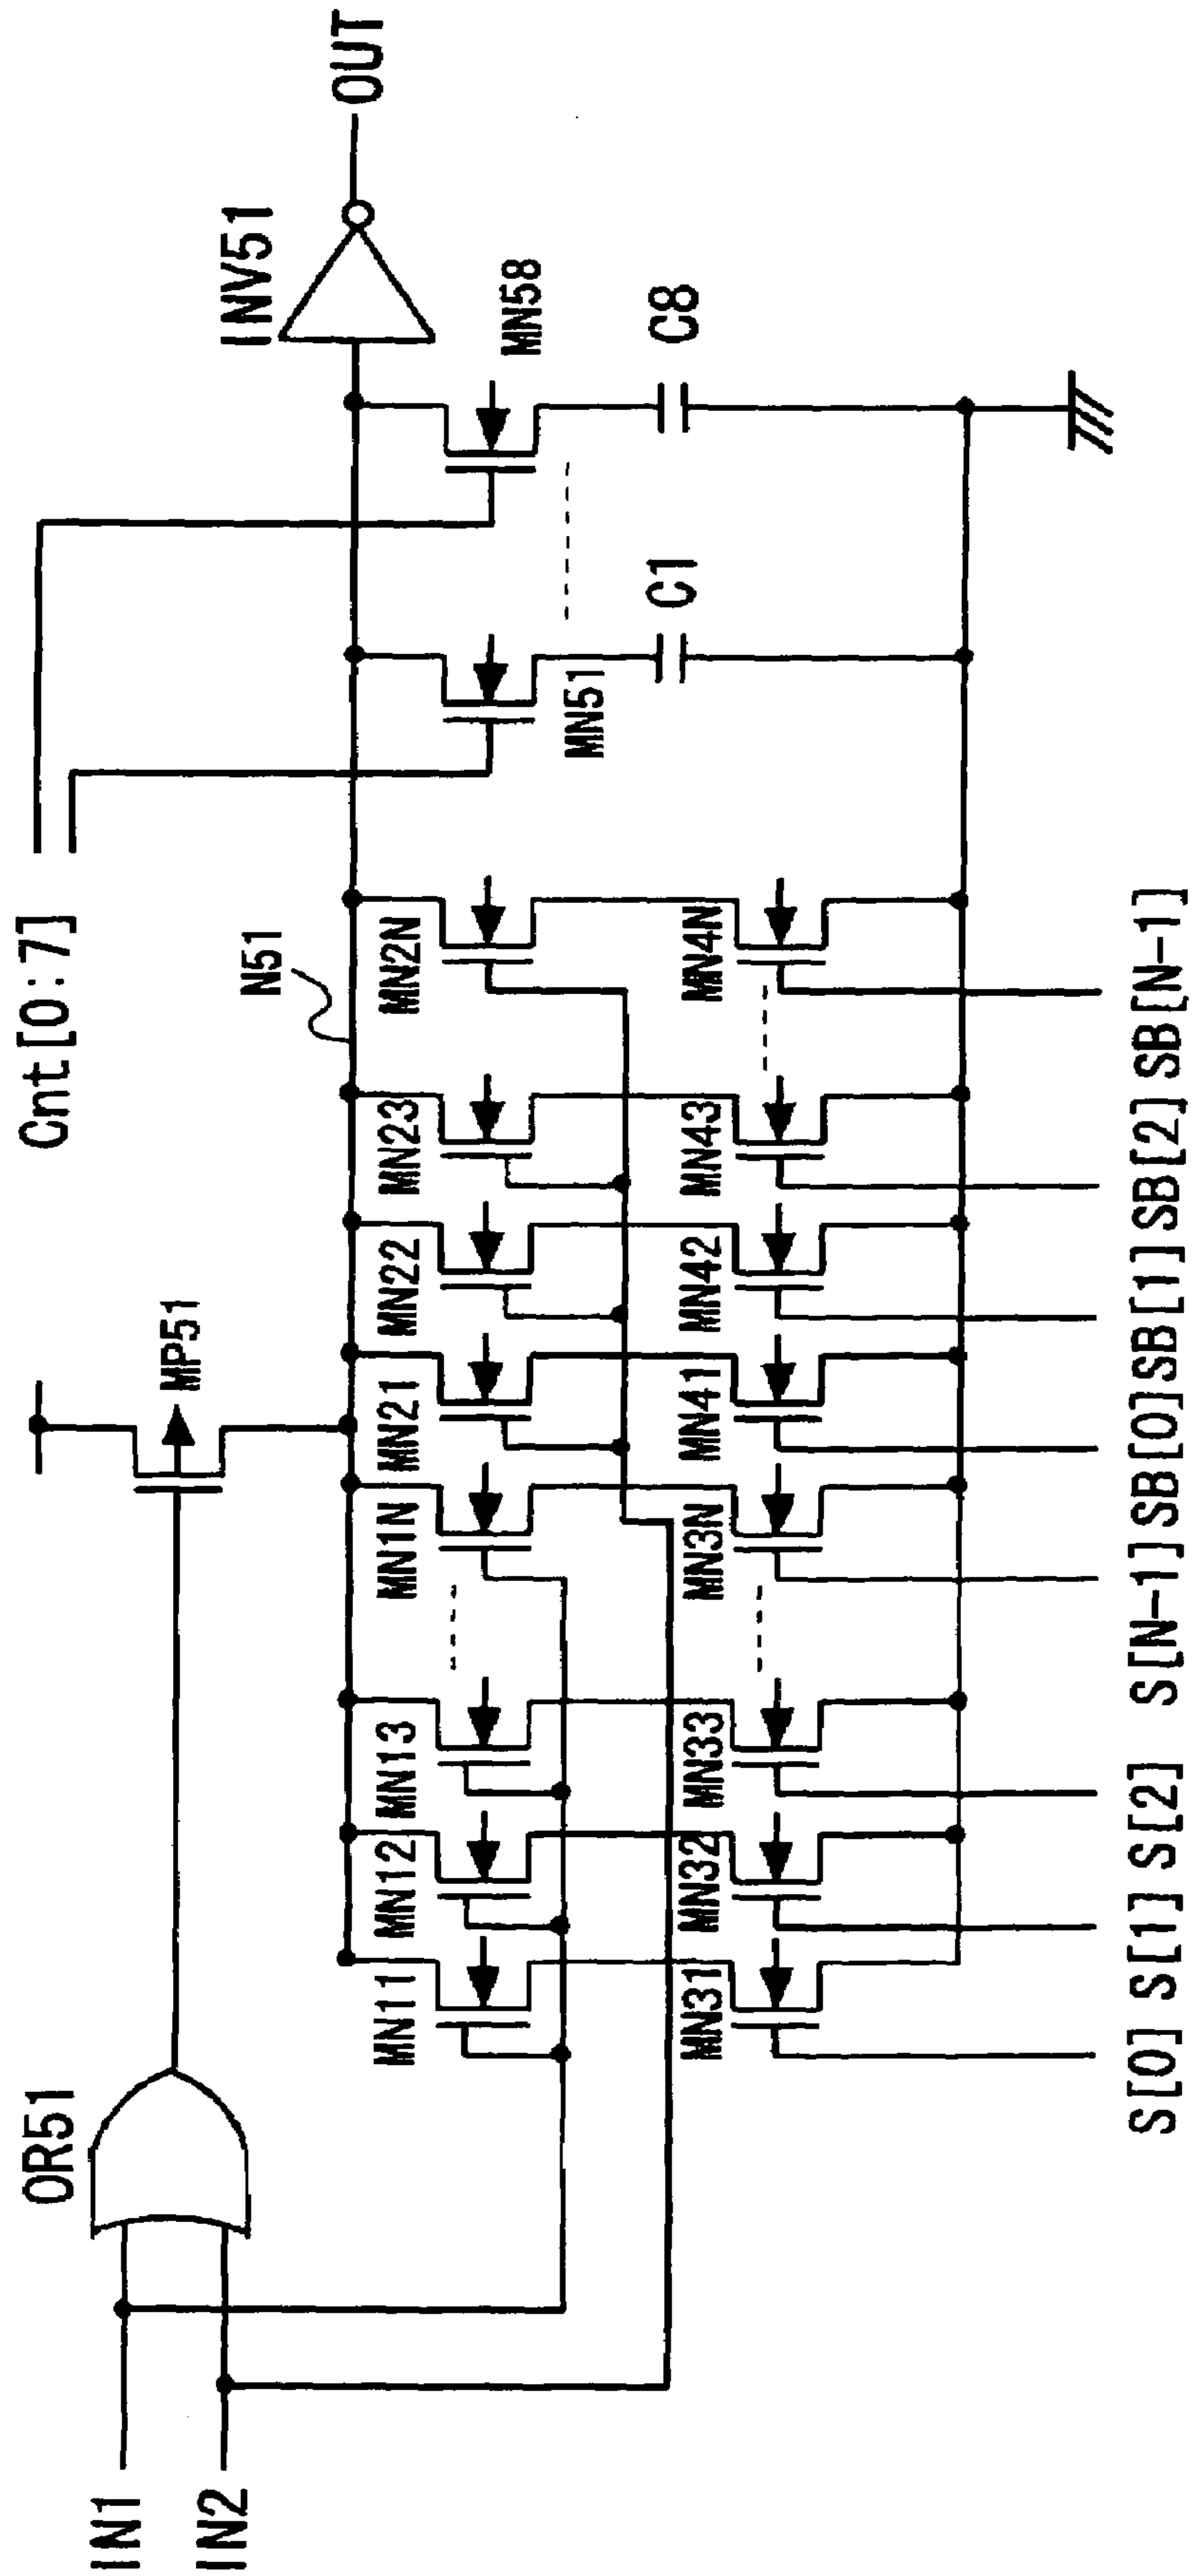 Cnt[0:7]
OR51
MP51
N51
INV51
OUT
IN1
IN2
MN11
MN12
MN13
MN1N
MN21
MN22
MN23
MN2N
MN51
MN58
C1
C8
MN31
MN32
MN33
MN3N
MN41
MN42
MN43
MN4N
S[0] S[1] S[2] S[N-1] SB[0] SB[1] SB[2] SB[N-1]